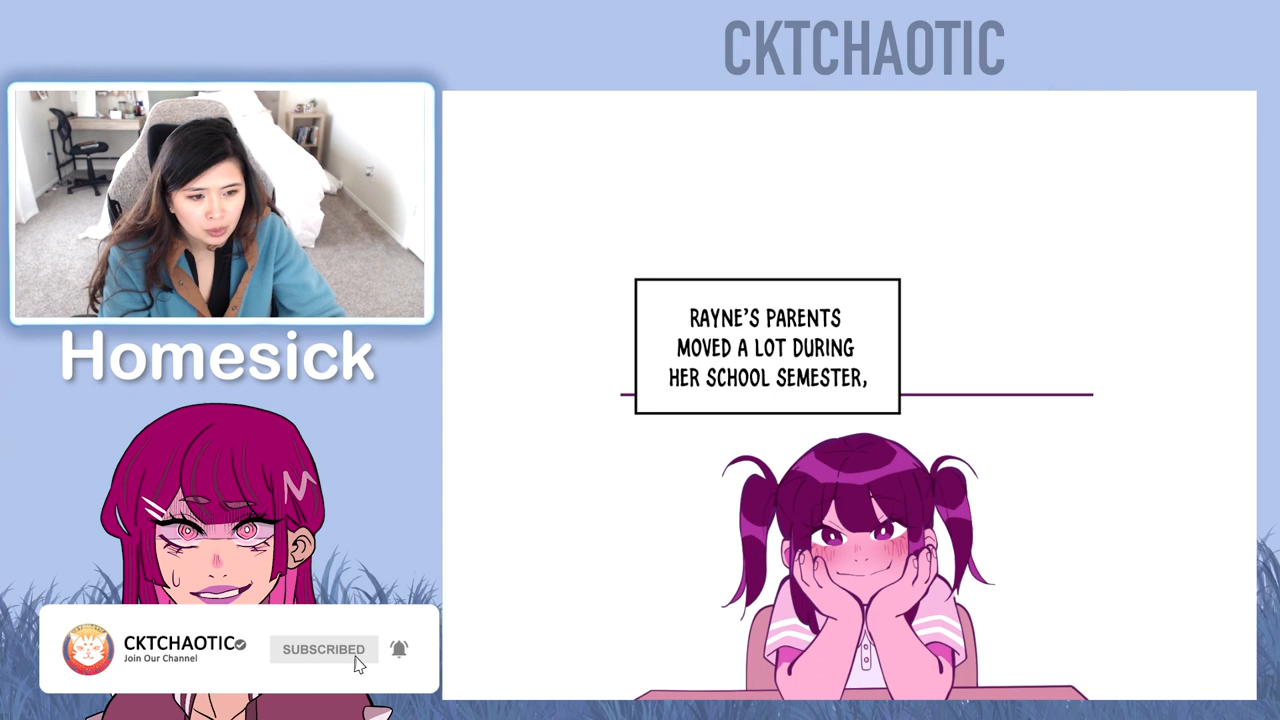 CKTCHAOTIC
Homesick
RAYNE'S PARENTS
MOVED A LOT DURING
HER SCHOOL SEMESTER,
CKTCHAOTIC
Join Our Channel
SUBSCRIBED